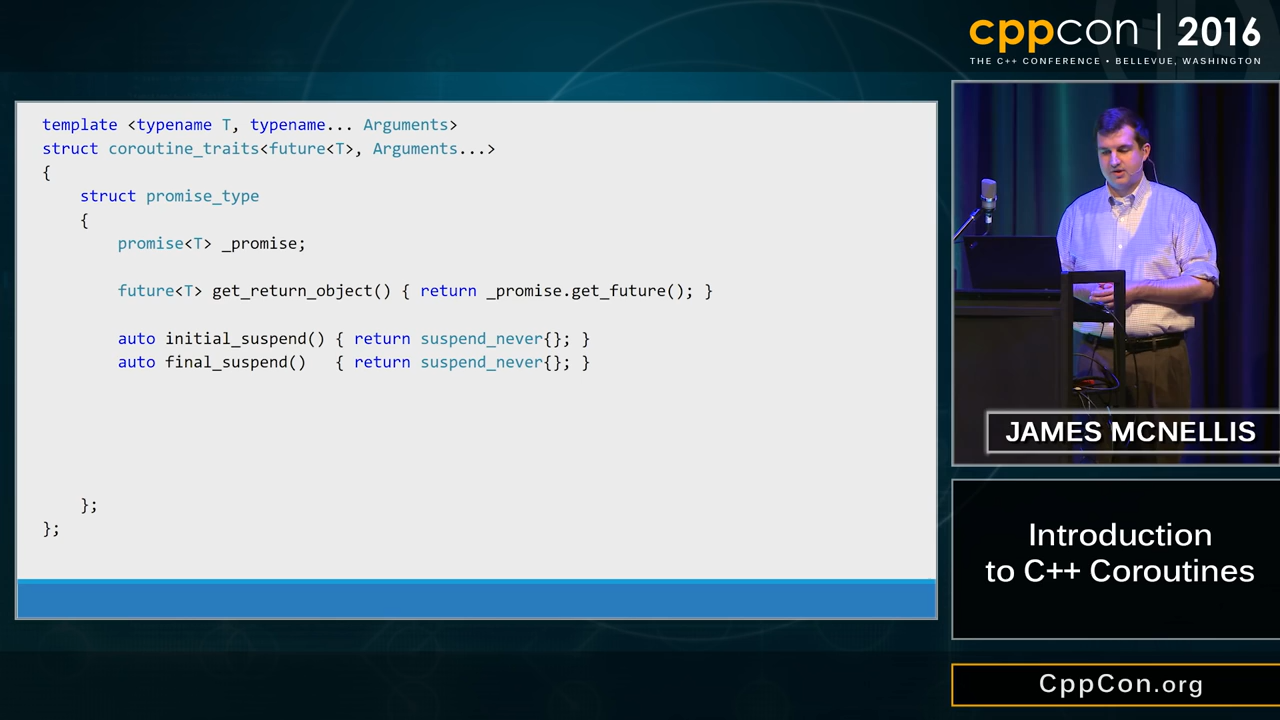 cppcon | 2016
THE C++ CONFERENCE • BELLEVUE, WASHINGTON
template <typename T, typename... Arguments>
struct coroutine_traits<future<T>, Arguments...>
{
    struct promise_type
    {
        promise<T> _promise;
        future<T> get_return_object() { return _promise.get_future(); }
        auto initial_suspend() { return suspend_never{}; }
        auto final_suspend()   { return suspend_never{}; }
    };
};
JAMES MCNELLIS
Introduction
to C++ Coroutines
CppCon.org